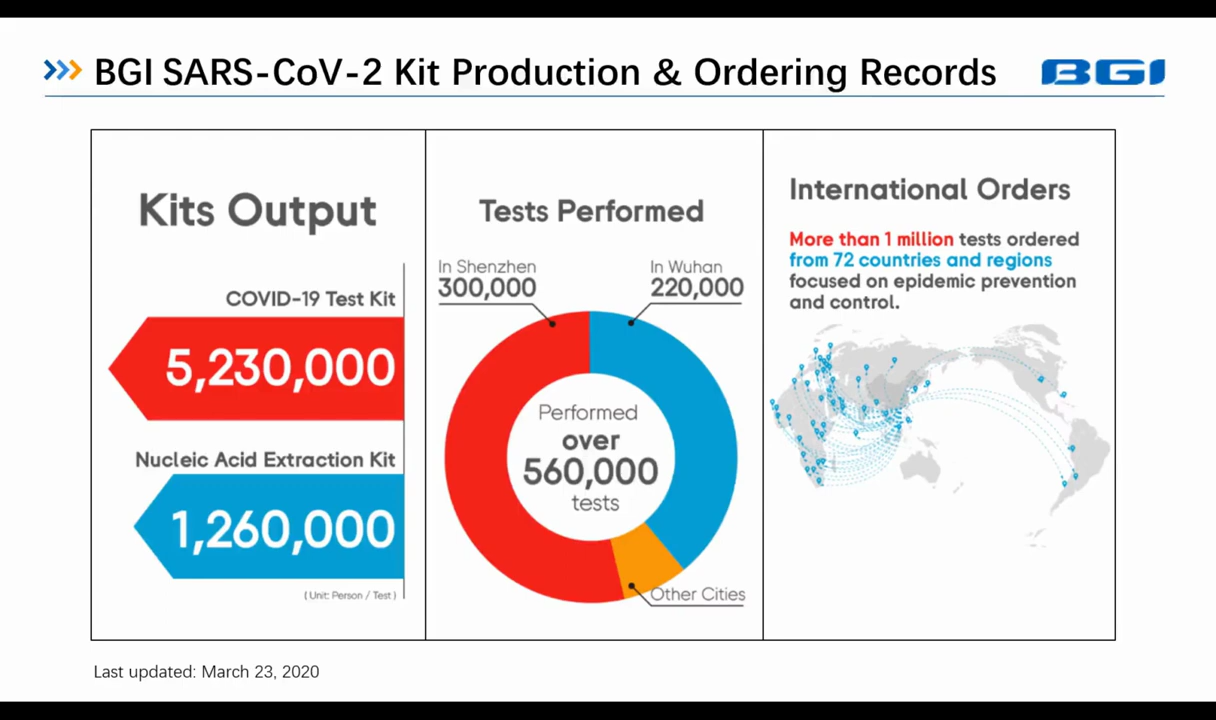 BGI SARS-CoV-2 Kit Production & Ordering Records
BGI
Kits Output
COVID-19 Test Kit
5,230,000
Nucleic Acid Extraction Kit
1,260,000
( Unit: Person / Test )
Tests Performed
In Shenzhen
300,000
In Wuhan
220,000
Performed
over
560,000
tests
Other Cities
International Orders
More than 1 million tests ordered
from 72 countries and regions
focused on epidemic prevention
and control.
Last updated: March 23, 2020